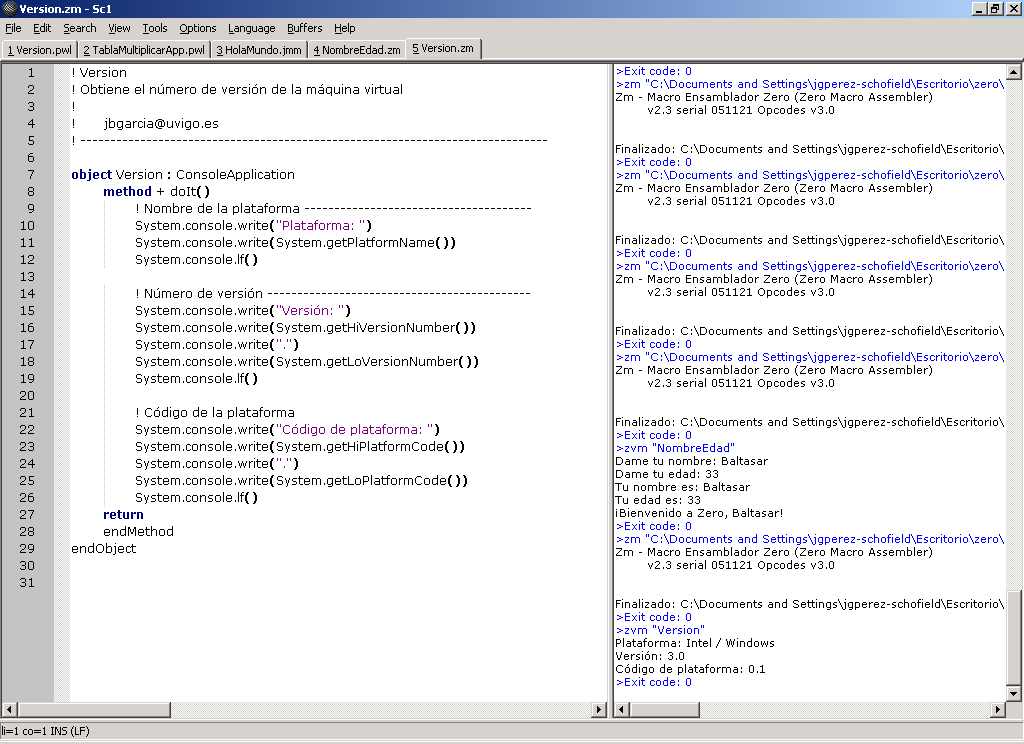 Version.zm - Sc1
File Edit Search View Tools Options Language Buffers Help
1 Version.pwl 2 TablaMultiplicarApp.pwl 3 HolaMundo.jmm 4 NombreEdad.zm 5 Version.zm
1 ! Version
2 ! Obtiene el número de versión de la máquina virtual
3 !
4 ! jbgarcia@uvigo.es
5 ! ------------------------------------------------------------------------------
6
7 object Version : ConsoleApplication
8 method + doIt()
9 ! Nombre de la plataforma --------------------------------------
10 System.console.write("Plataforma: ")
11 System.console.write(System.getPlatformName())
12 System.console.lf()
13
14 ! Número de versión --------------------------------------------
15 System.console.write("Versión: ")
16 System.console.write(System.getHiVersionNumber())
17 System.console.write(".")
18 System.console.write(System.getLoVersionNumber())
19 System.console.lf()
20
21 ! Código de la plataforma
22 System.console.write("Código de plataforma: ")
23 System.console.write(System.getHiPlatformCode())
24 System.console.write(".")
25 System.console.write(System.getLoPlatformCode())
26 System.console.lf()
27 return
28 endMethod
29 endObject
30
31
>Exit code: 0
>zm "C:\Documents and Settings\jgperez-schofield\Escritorio\zero\
Zm - Macro Ensamblador Zero (Zero Macro Assembler)
v2.3 serial 051121 Opcodes v3.0
Finalizado: C:\Documents and Settings\jgperez-schofield\Escritorio\
>Exit code: 0
>zm "C:\Documents and Settings\jgperez-schofield\Escritorio\zero\
Zm - Macro Ensamblador Zero (Zero Macro Assembler)
v2.3 serial 051121 Opcodes v3.0
Finalizado: C:\Documents and Settings\jgperez-schofield\Escritorio\
>Exit code: 0
>zm "C:\Documents and Settings\jgperez-schofield\Escritorio\zero\
Zm - Macro Ensamblador Zero (Zero Macro Assembler)
v2.3 serial 051121 Opcodes v3.0
Finalizado: C:\Documents and Settings\jgperez-schofield\Escritorio\
>Exit code: 0
>zm "C:\Documents and Settings\jgperez-schofield\Escritorio\zero\
Zm - Macro Ensamblador Zero (Zero Macro Assembler)
v2.3 serial 051121 Opcodes v3.0
Finalizado: C:\Documents and Settings\jgperez-schofield\Escritorio\
>Exit code: 0
>zvm "NombreEdad"
Dame tu nombre: Baltasar
Dame tu edad: 33
Tu nombre es: Baltasar
Tu edad es: 33
¡Bienvenido a Zero, Baltasar!
>Exit code: 0
>zm "C:\Documents and Settings\jgperez-schofield\Escritorio\zero\
Zm - Macro Ensamblador Zero (Zero Macro Assembler)
v2.3 serial 051121 Opcodes v3.0
Finalizado: C:\Documents and Settings\jgperez-schofield\Escritorio\
>Exit code: 0
>zvm "Version"
Plataforma: Intel / Windows
Versión: 3.0
Código de plataforma: 0.1
>Exit code: 0
li=1 co=1 INS (LF)